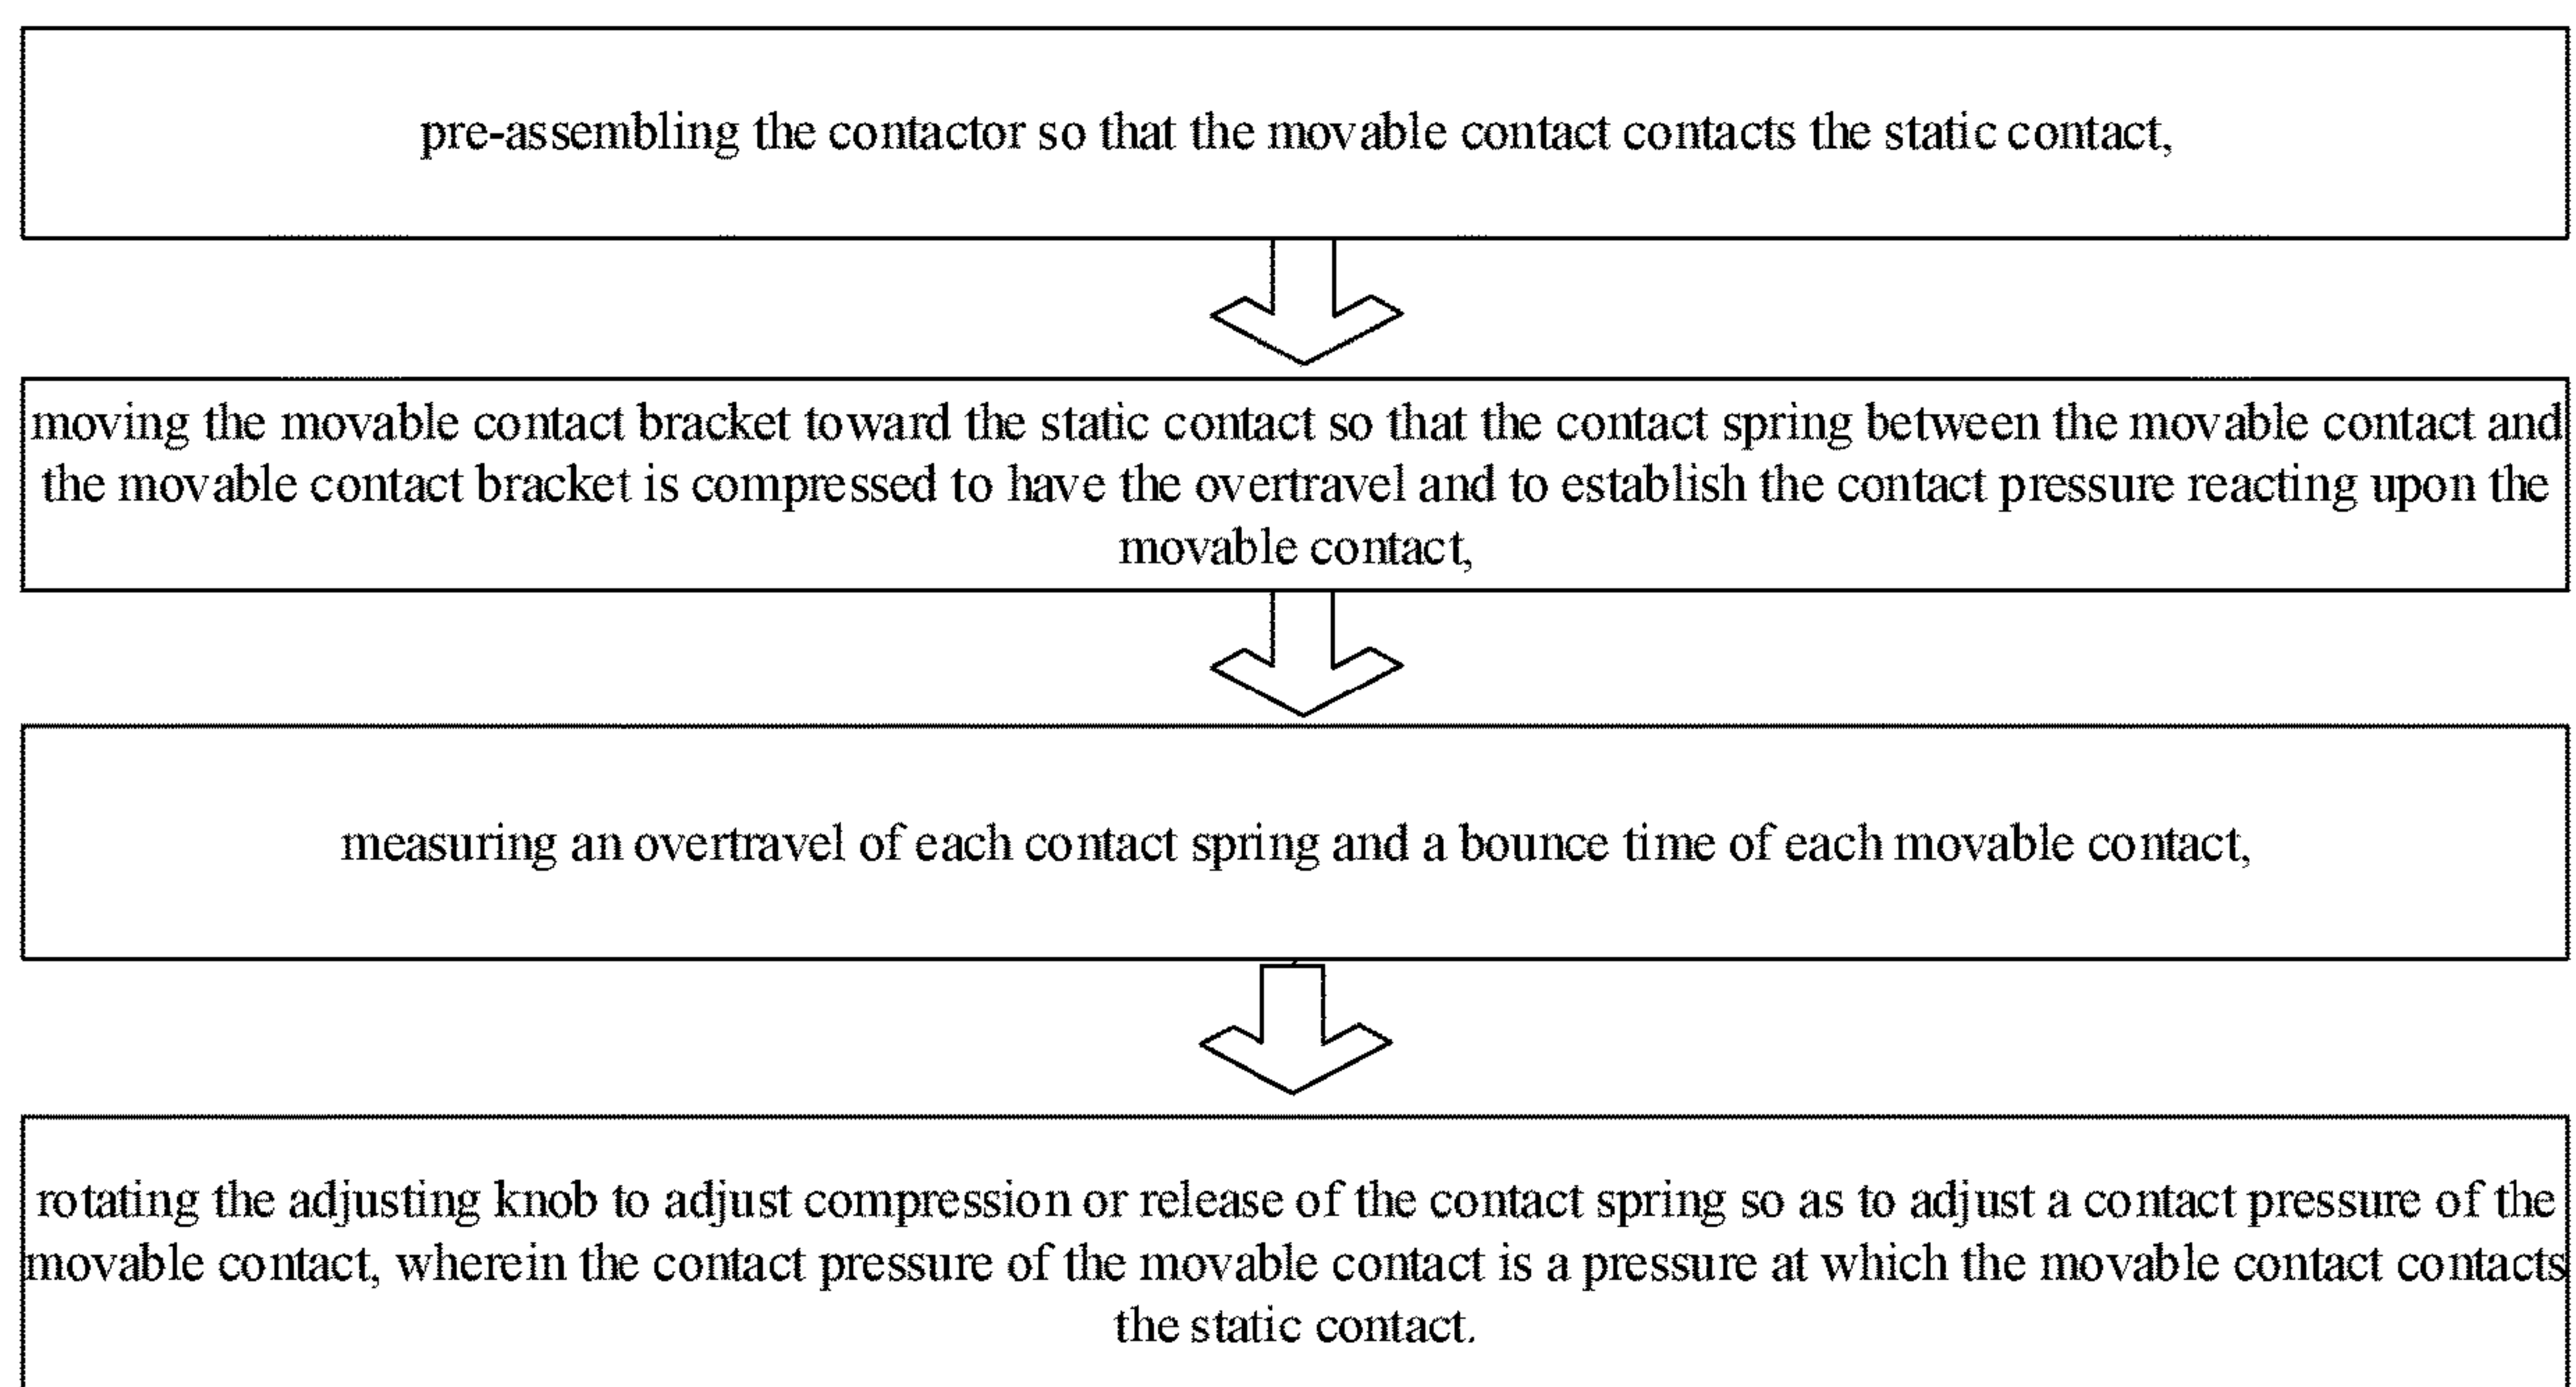 pre-assembling the contactor so that the movable contact contacts the static contact,
moving the movable contact bracket toward the static contact so that the contact spring between the movable contact and
the movable contact bracket is compressed to have the overtravel and to establish the contact pressure reacting upon the
movable contact,
measuring an overtravel of each contact spring and a bounce time of each movable contact,
rotating the adjusting knob to adjust compression or release of the contact spring so as to adjust a contact pressure of the
movable contact, wherein the contact pressure of the movable contact is a pressure at which the movable contact contacts
the static contact.